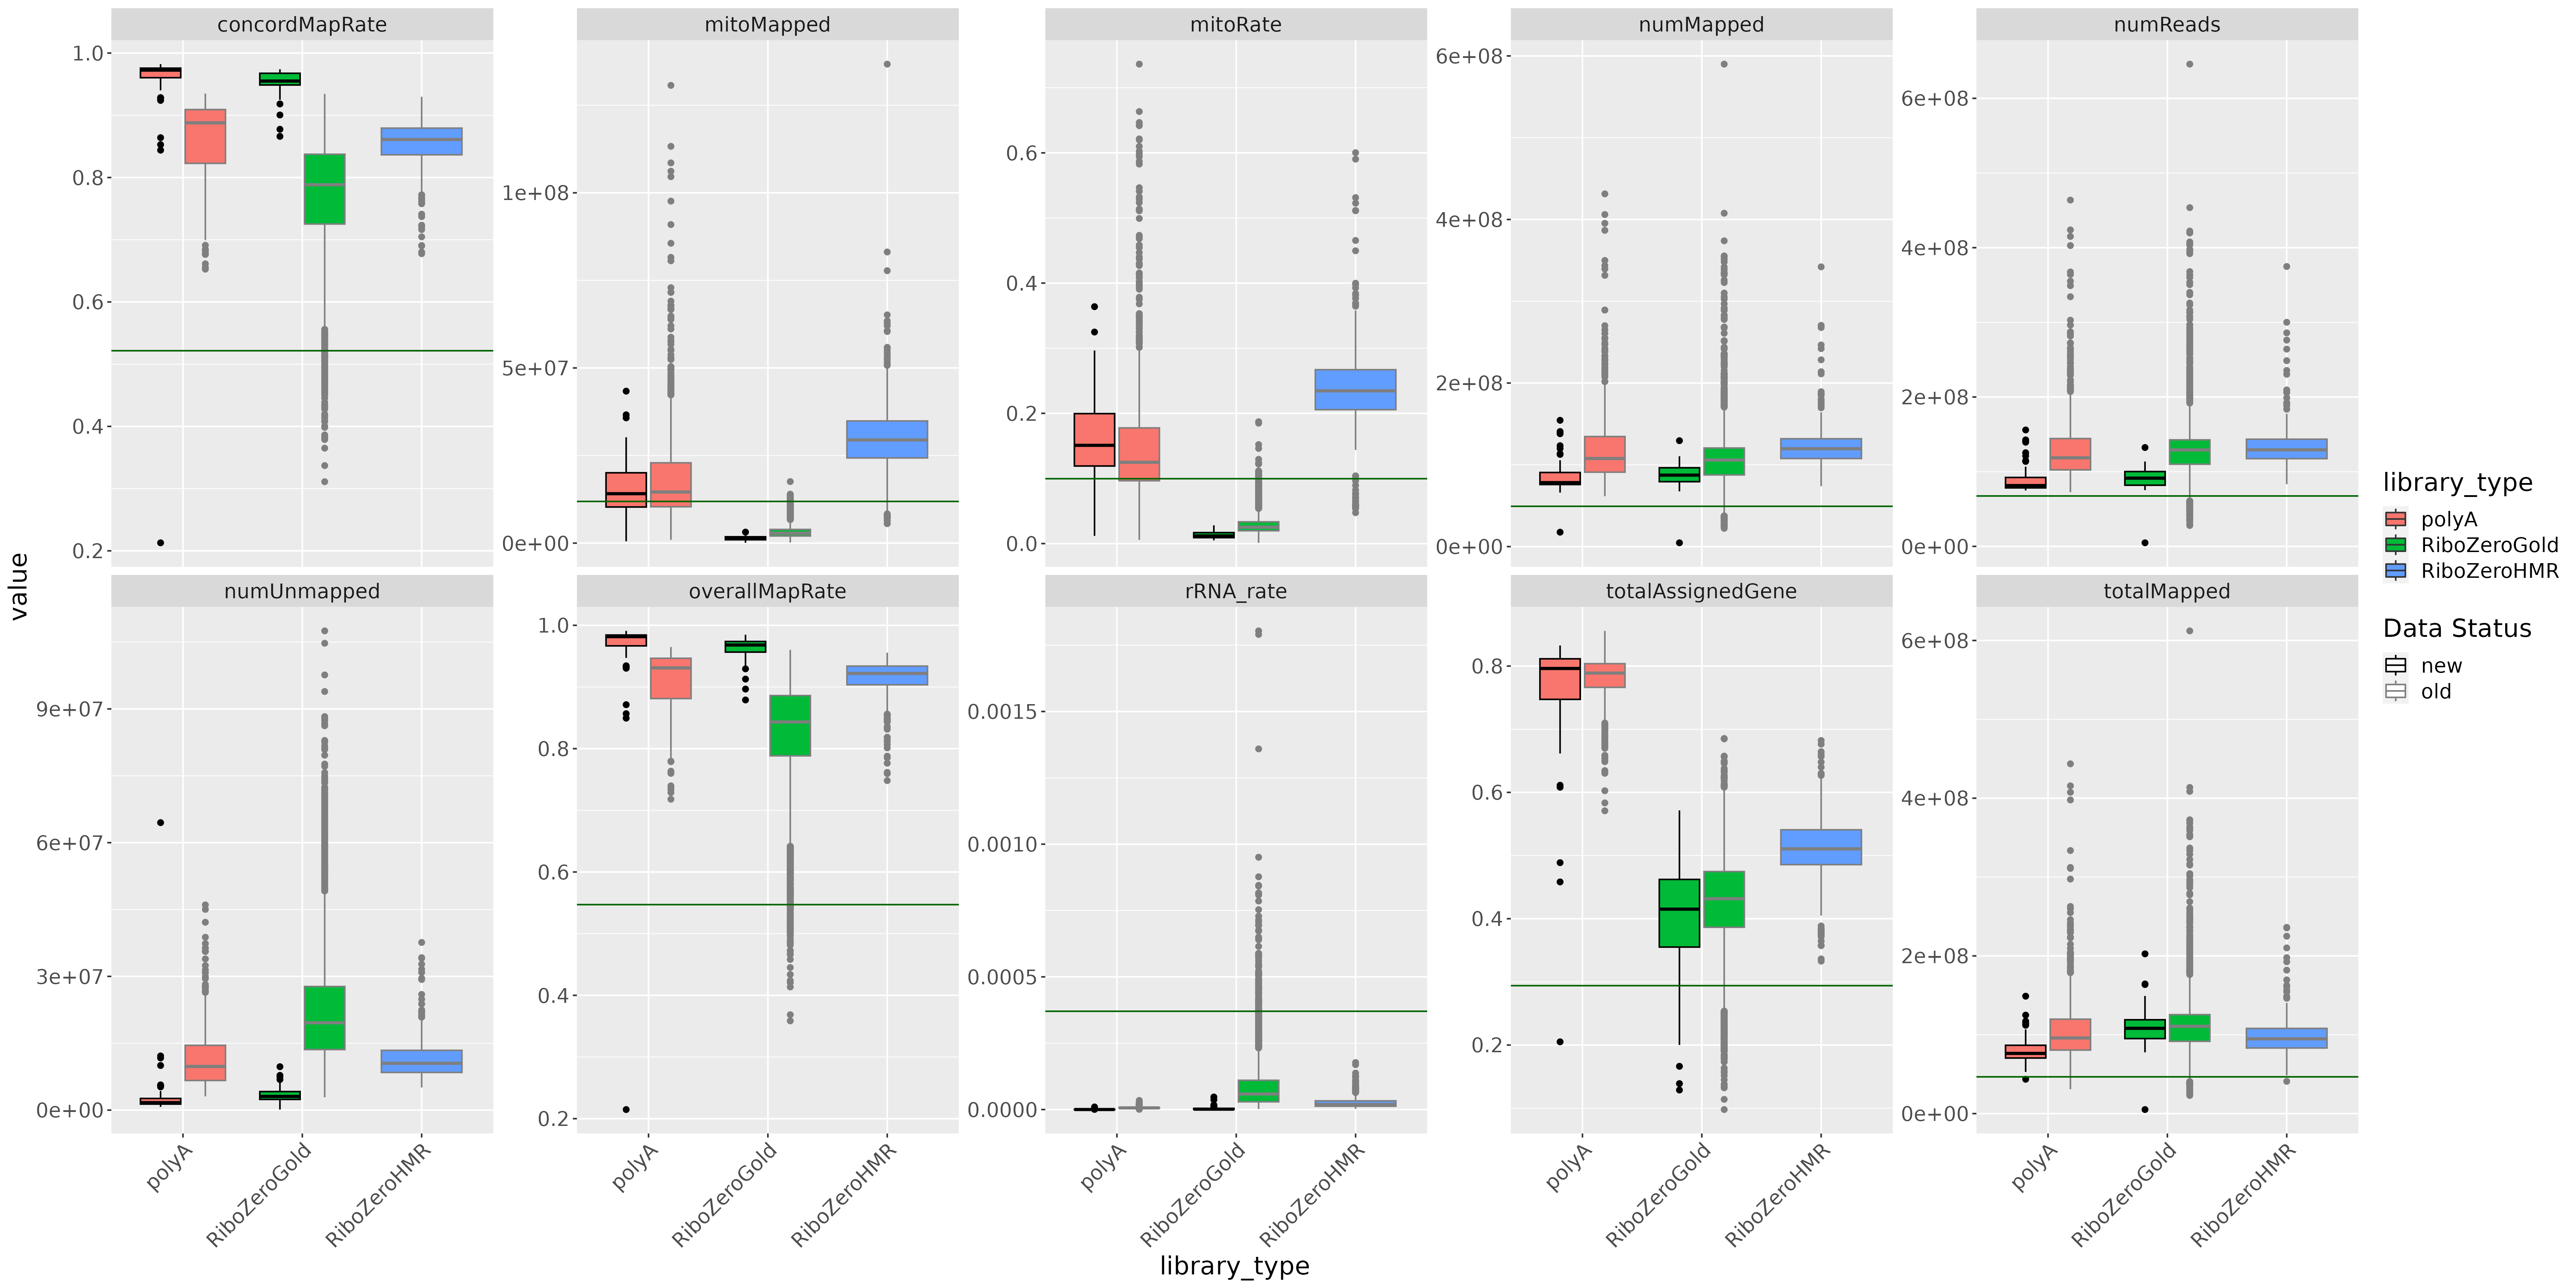 concordMapRate
mitoMapped
mitoRate
numMapped
numReads
1.0
0.8
0.6
0.4
0.2
1e+08
5e+07
0e+00
0.6
0.4
0.2
0.0
6e+08
4e+08
2e+08
0e+00
6e+08
4e+08
2e+08
0e+00
value
numUnmapped
overallMapRate
rRNA_rate
totalAssignedGene
totalMapped
9e+07
6e+07
3e+07
0e+00
1.0
0.8
0.6
0.4
0.2
0.0015
0.0010
0.0005
0.0000
0.8
0.6
0.4
0.2
6e+08
4e+08
2e+08
0e+00
polyA
RiboZeroGold
RiboZeroHMR
polyA
RiboZeroGold
RiboZeroHMR
polyA
RiboZeroGold
RiboZeroHMR
polyA
RiboZeroGold
RiboZeroHMR
polyA
RiboZeroGold
RiboZeroHMR
library_type
library_type
polyA
RiboZeroGold
RiboZeroHMR
Data Status
new
old